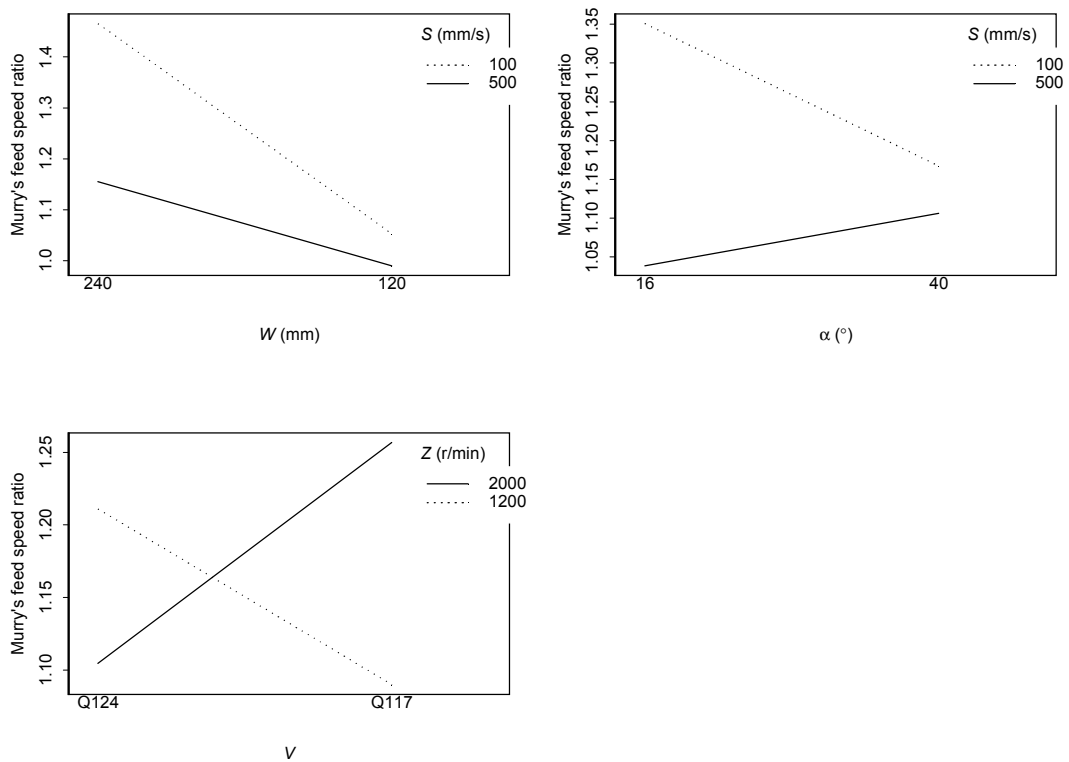 Murry's feed speed ratio
1.0 1.1 1.2 1.3 1.4
S (mm/s)
100
500
240 120
W (mm)
Murry's feed speed ratio
1.05 1.10 1.15 1.20 1.25 1.30 1.35
S (mm/s)
100
500
16 40
α (°)
Murry's feed speed ratio
1.10 1.15 1.20 1.25
Z (r/min)
2000
1200
Q124 Q117
V